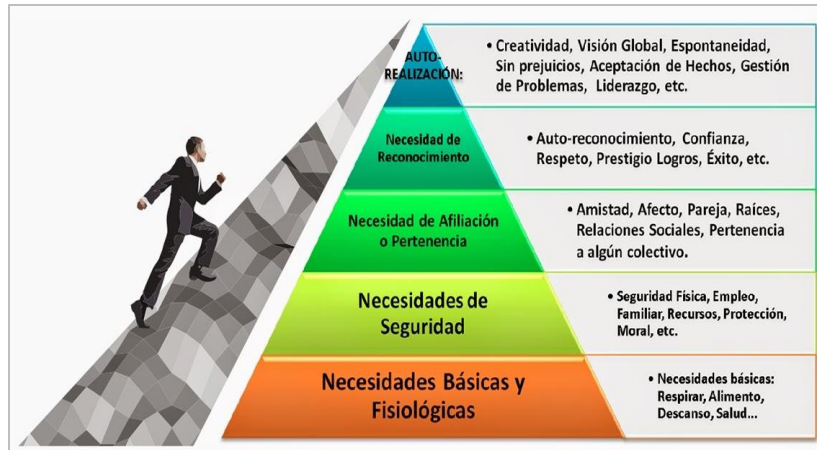 AUTO-
REALIZACIÓN:
• Creatividad, Visión Global, Espontaneidad,
Sin prejuicios, Aceptación de Hechos, Gestión
de Problemas, Liderazgo, etc.
Necesidad de
Reconocimiento
• Auto-reconocimiento, Confianza,
Respeto, Prestigio Logros, Éxito, etc.
Necesidad de Afiliación
o Pertenencia
• Amistad, Afecto, Pareja, Raíces,
Relaciones Sociales, Pertenencia
a algún colectivo.
Necesidades de
Seguridad
• Seguridad Física, Empleo,
Familiar, Recursos, Protección,
Moral, etc.
Necesidades Básicas y
Fisiológicas
• Necesidades básicas:
Respirar, Alimento,
Descanso, Salud...